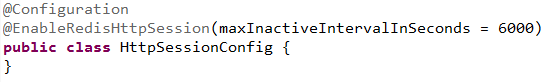 @Configuration
@EnableRedisHttpSession(maxInactiveIntervalInSeconds = 6000)
public class HttpSessionConfig {
}